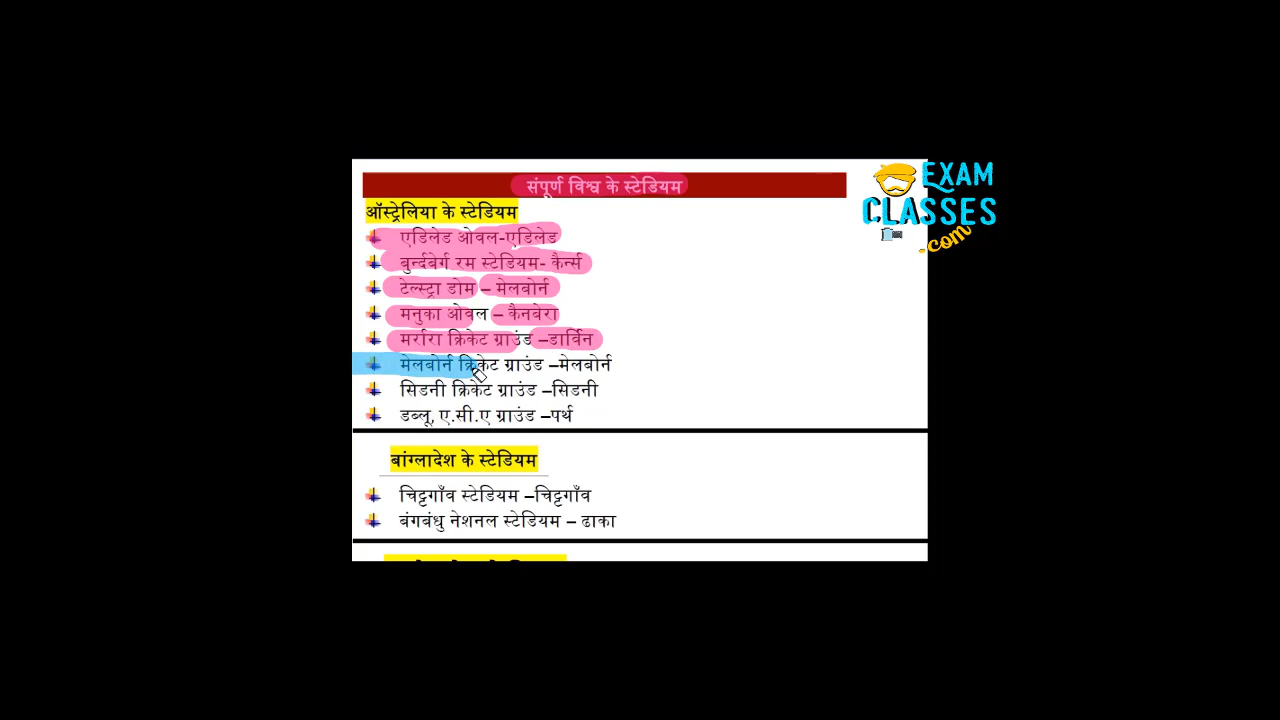 संपूर्ण विश्व के स्टेडियम
EXAM
CLASSES
.com
ऑस्ट्रेलिया के स्टेडियम
एडिलेड ओवल-एडिलेड
बुर्न्दबेर्ग रम स्टेडियम- कैर्न्स
टेल्स्ट्रा डोम – मेलबोर्न
मनुका ओवल – कैनबेरा
मर्रारा क्रिकेट ग्राउंड –डार्विन
मेलबोर्न क्रिकेट ग्राउंड –मेलबोर्न
सिडनी क्रिकेट ग्राउंड –सिडनी
डब्लू, ए.सी.ए ग्राउंड –पर्थ
बांग्लादेश के स्टेडियम
चिट्टगाँव स्टेडियम –चिट्टगाँव
बंगबंधु नेशनल स्टेडियम – ढाका